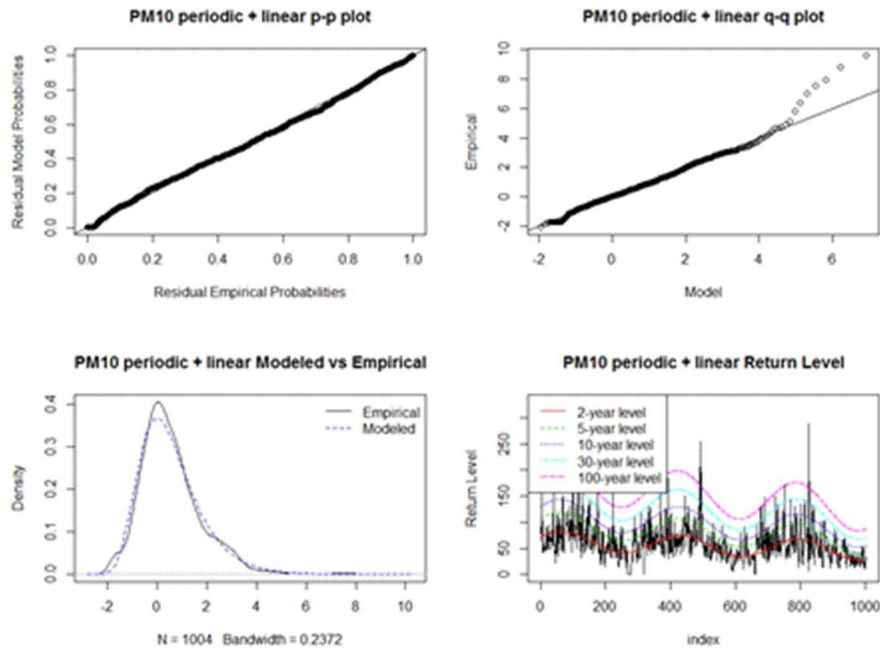 PM10 periodic + linear p-p plot
Residual Model Probabilities
1.0
0.8
0.6
0.4
0.2
0.0
0.0 0.2 0.4 0.6 0.8 1.0
Residual Empirical Probabilities
PM10 periodic + linear q-q plot
Empirical
10
8
6
4
2
0
-2
-2 0 2 4 6
Model
PM10 periodic + linear Modeled vs Empirical
Density
0.4
0.3
0.2
0.1
0.0
Empirical
Modeled
-2 0 2 4 6 8 10
N = 1004 Bandwidth = 0.2372
PM10 periodic + linear Return Level
Return Level
250
150
50
0
2-year level
5-year level
10-year level
30-year level
100-year level
0 200 400 600 800 1000
index